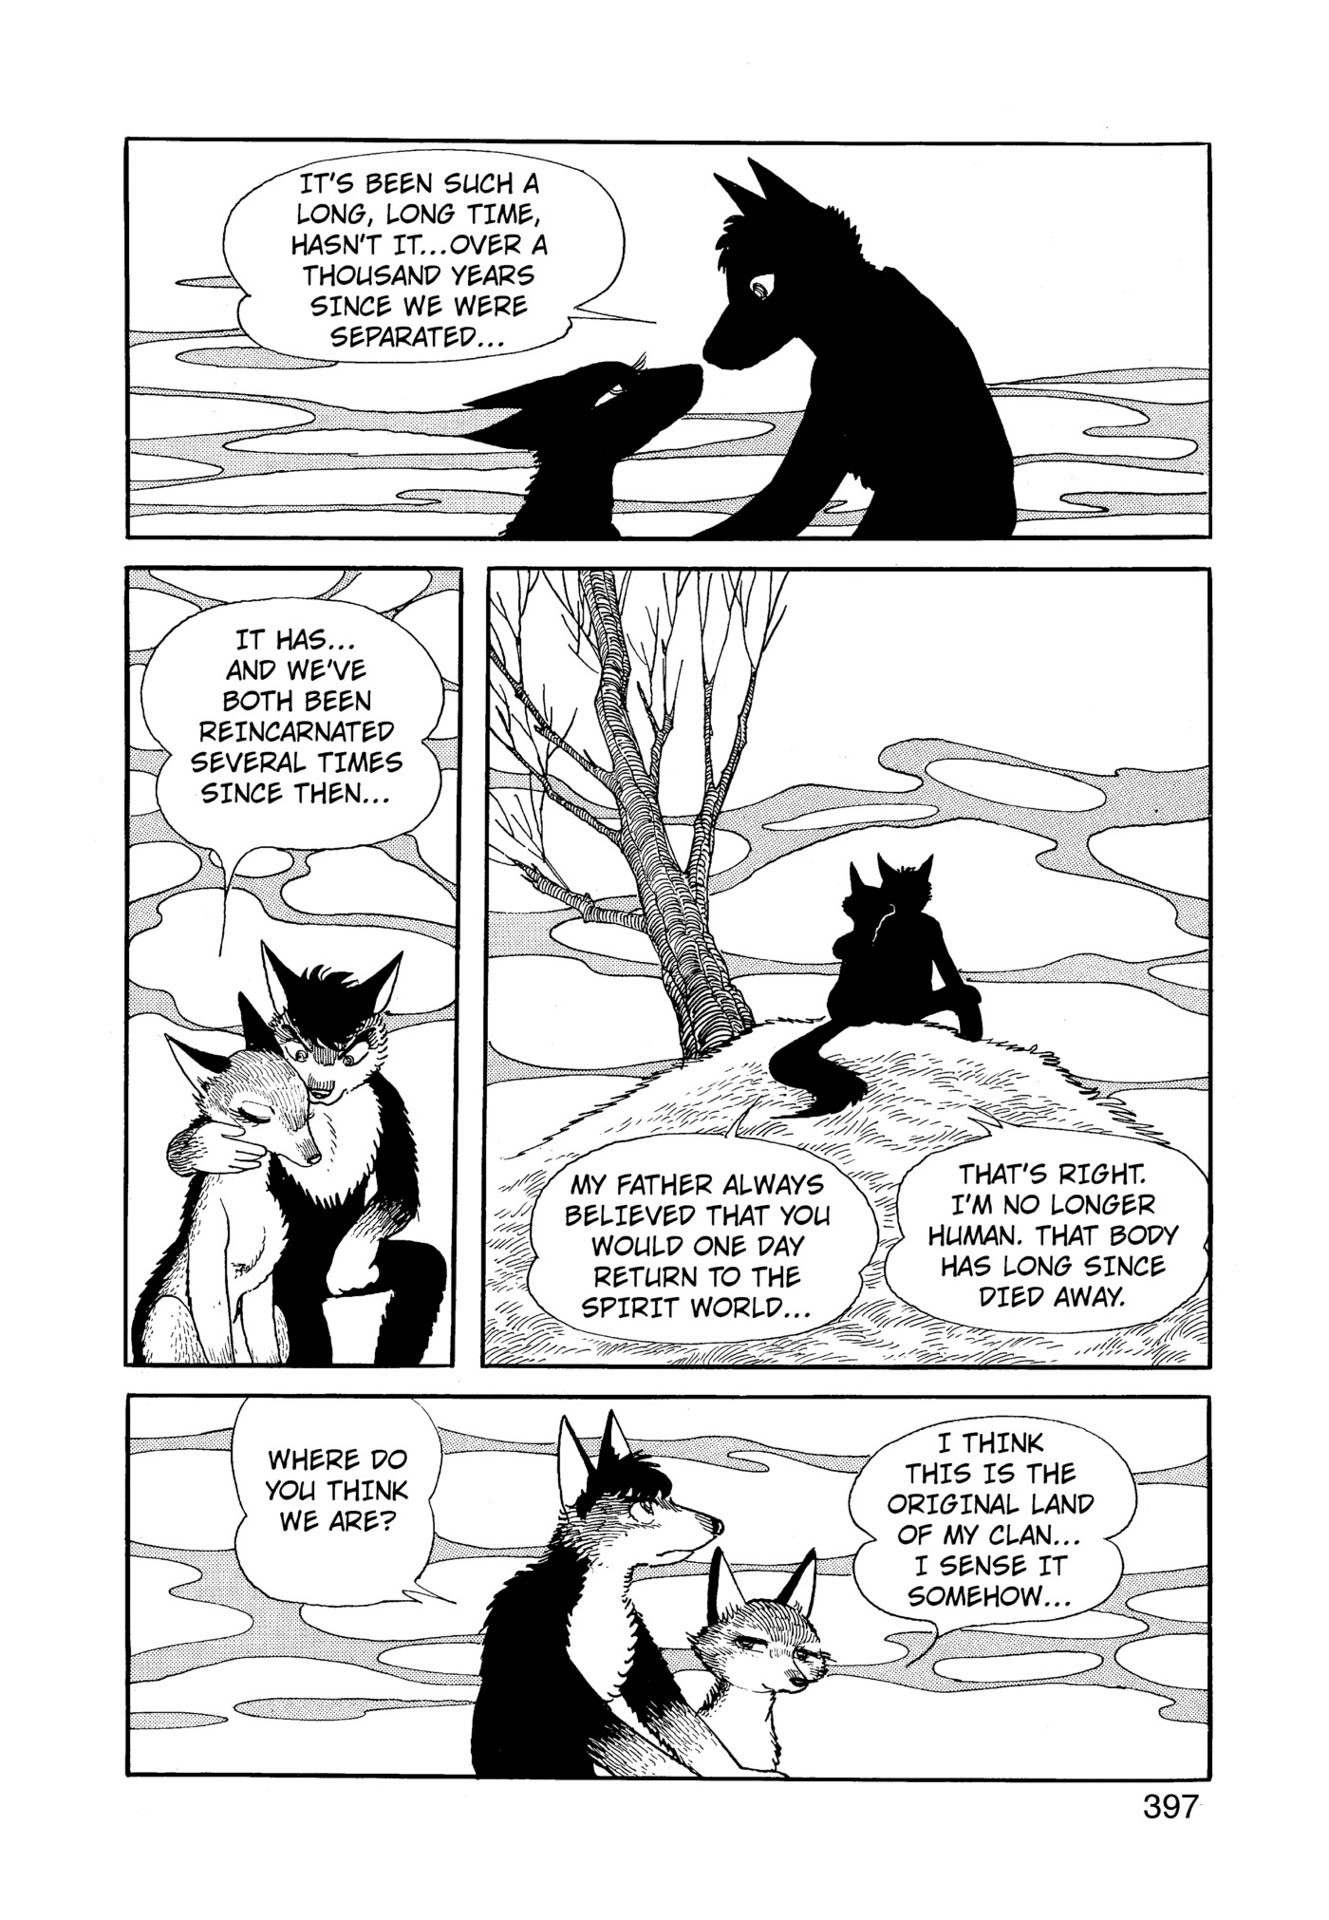 IT'S BEEN SUCH A
LONG, LONG TIME,
HASN'T IT...OVER A
THOUSAND YEARS
SINCE WE WERE
SEPARATED...
IT HAS...
AND WE'VE
BOTH BEEN
REINCARNATED
SEVERAL TIMES
SINCE THEN...
MY FATHER ALWAYS
BELIEVED THAT YOU
WOULD ONE DAY
RETURN TO THE
SPIRIT WORLD...
THAT'S RIGHT.
I'M NO LONGER
HUMAN. THAT BODY
HAS LONG SINCE
DIED AWAY.
WHERE DO
YOU THINK
WE ARE?
I THINK
THIS IS THE
ORIGINAL LAND
OF MY CLAN...
I SENSE IT
SOMEHOW...
397